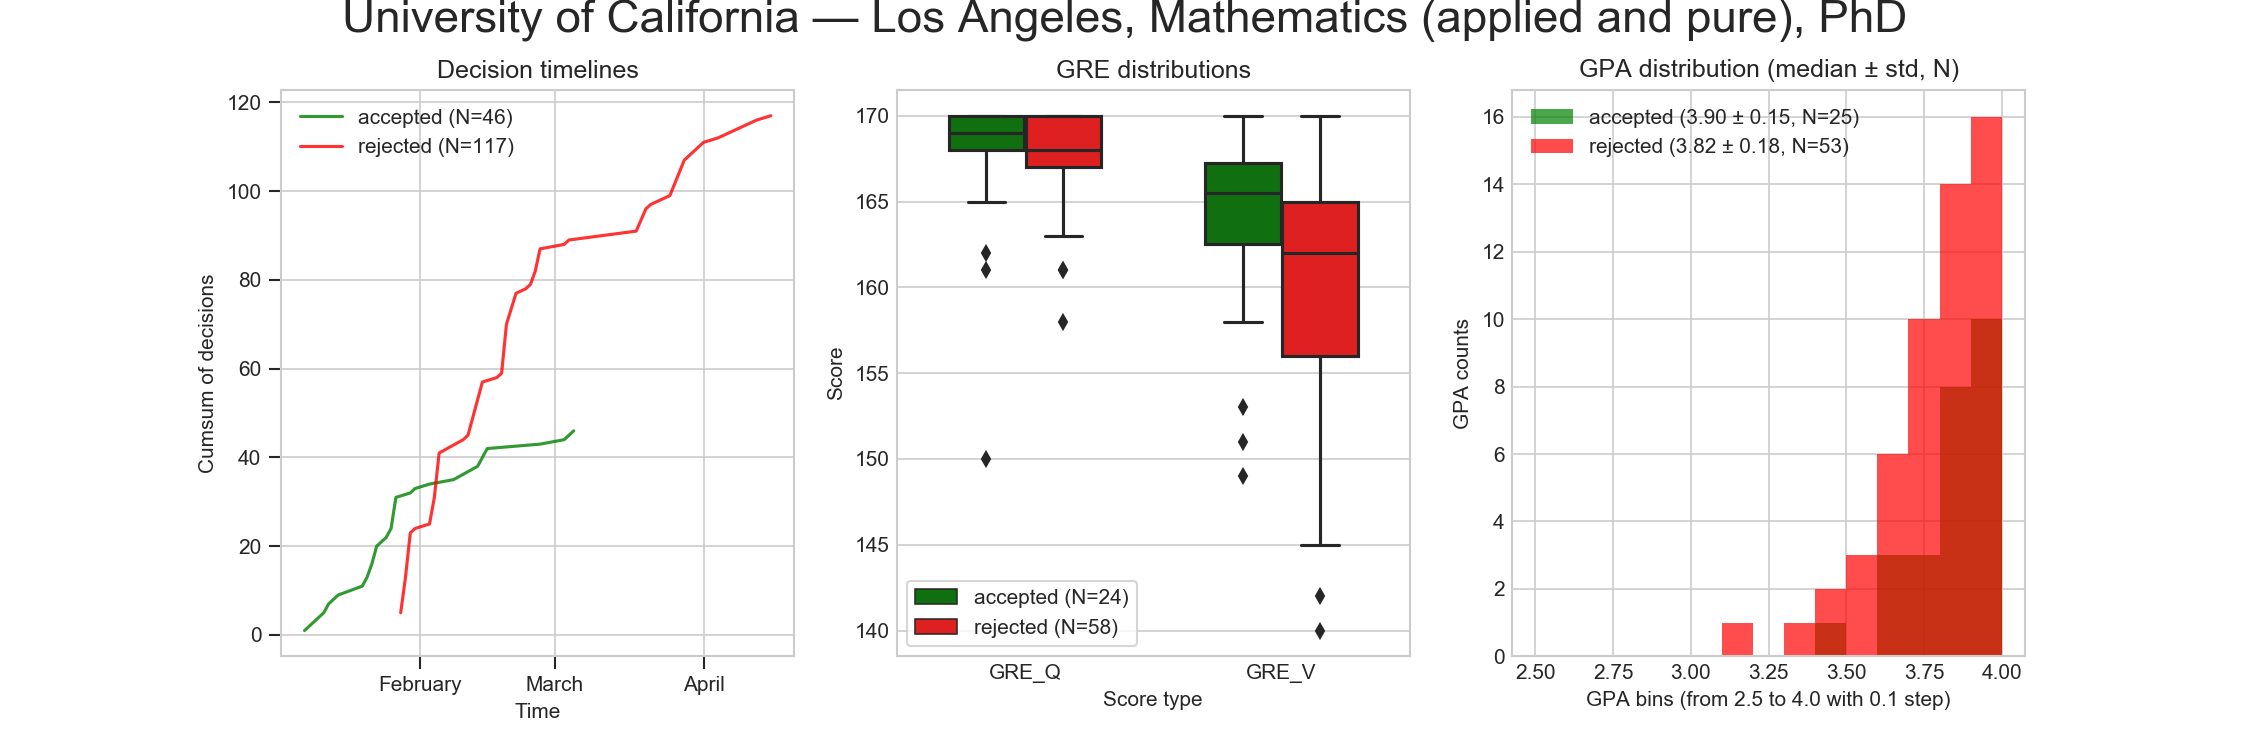 University of California — Los Angeles, Mathematics (applied and pure), PhD
Decision timelines
accepted (N=46)
rejected (N=117)
120
100
80
60
40
20
0
Cumsum of decisions
February
March
April
Time
GRE distributions
170
165
160
155
150
145
140
Score
accepted (N=24)
rejected (N=58)
GRE_Q
GRE_V
Score type
GPA distribution (median ± std, N)
accepted (3.90 ± 0.15, N=25)
rejected (3.82 ± 0.18, N=53)
16
14
12
10
8
6
4
2
0
GPA counts
2.50
2.75
3.00
3.25
3.50
3.75
4.00
GPA bins (from 2.5 to 4.0 with 0.1 step)